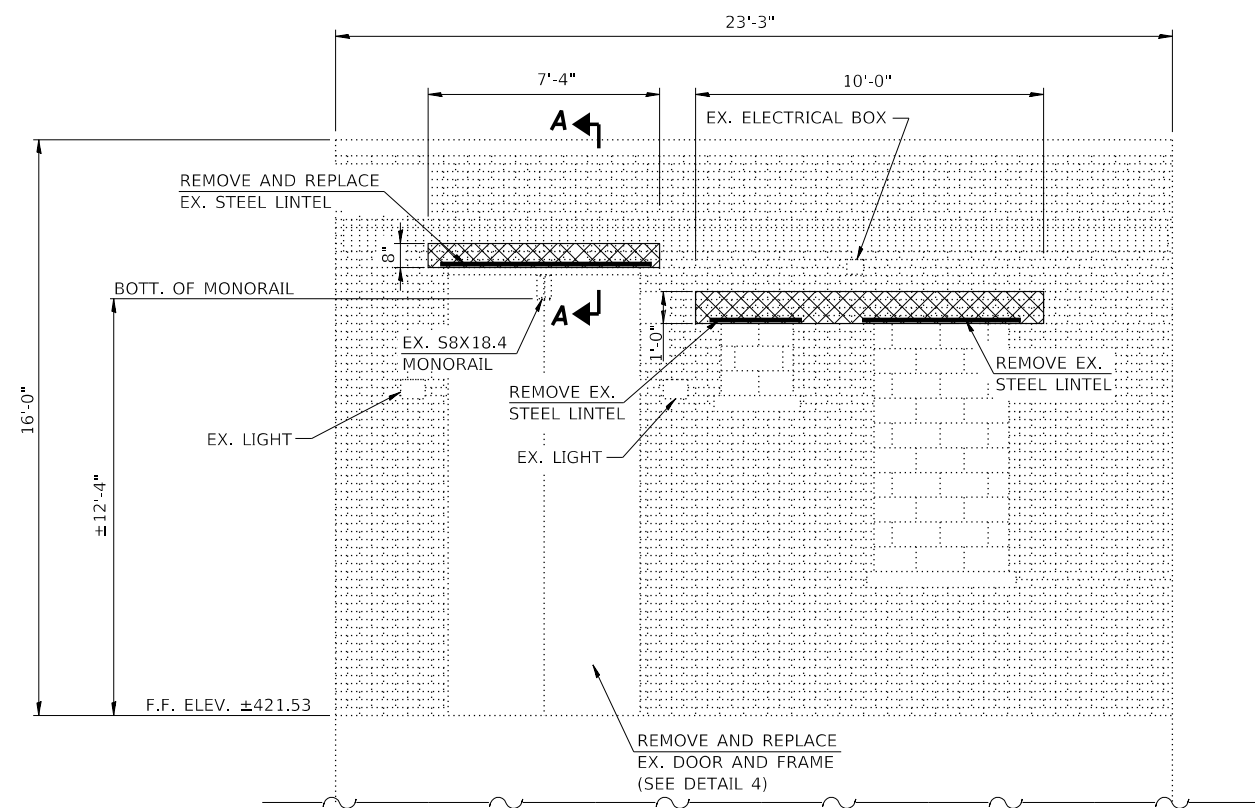 23'-3"
7'-4"
10'-0"
A
EX. ELECTRICAL BOX
REMOVE AND REPLACE
EX. STEEL LINTEL
8"
BOTT. OF MONORAIL
A
1'-0"
EX. S8X18.4
MONORAIL
REMOVE EX.
STEEL LINTEL
REMOVE EX.
STEEL LINTEL
16'-0"
EX. LIGHT
EX. LIGHT
±12'-4"
F.F. ELEV. ±421.53
REMOVE AND REPLACE
EX. DOOR AND FRAME
(SEE DETAIL 4)